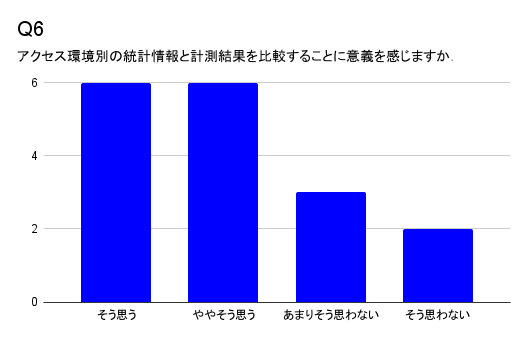 Q6
アクセス環境別の統計情報と計測結果を比較することに意義を感じますか.
6
4
2
0
そう思う ややそう思う あまりそう思わない そう思わない